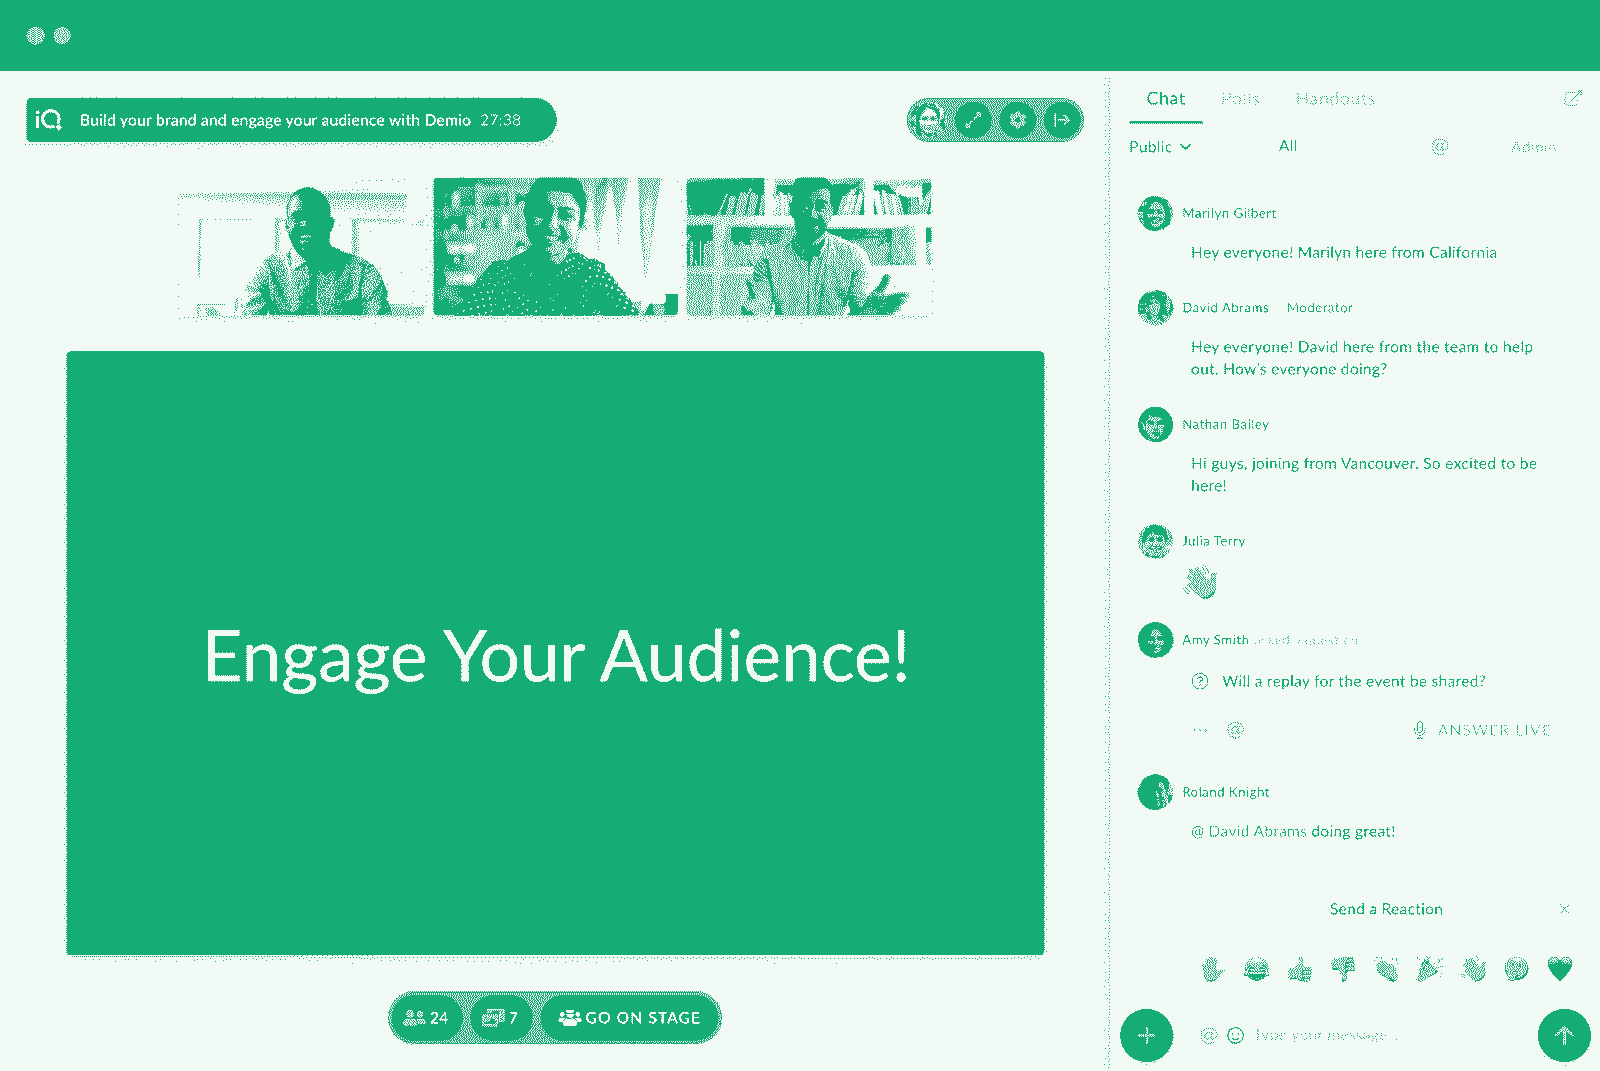 iQ Build your brand and engage your audience with Demio 27:38
Engage Your Audience!
24 7 GO ON STAGE
Chat Polls Handouts
Public All @ Admin
Marilyn Gilbert
Hey everyone! Marilyn here from California
David Abrams Moderator
Hey everyone! David here from the team to help
out. How's everyone doing?
Nathan Bailey
Hi guys, joining from Vancouver. So excited to be
here!
Julia Terry
Amy Smith asked a question
? Will a replay for the event be shared?
... @ ANSWER LIVE
Roland Knight
@ David Abrams doing great!
Send a Reaction
@ Type your message...